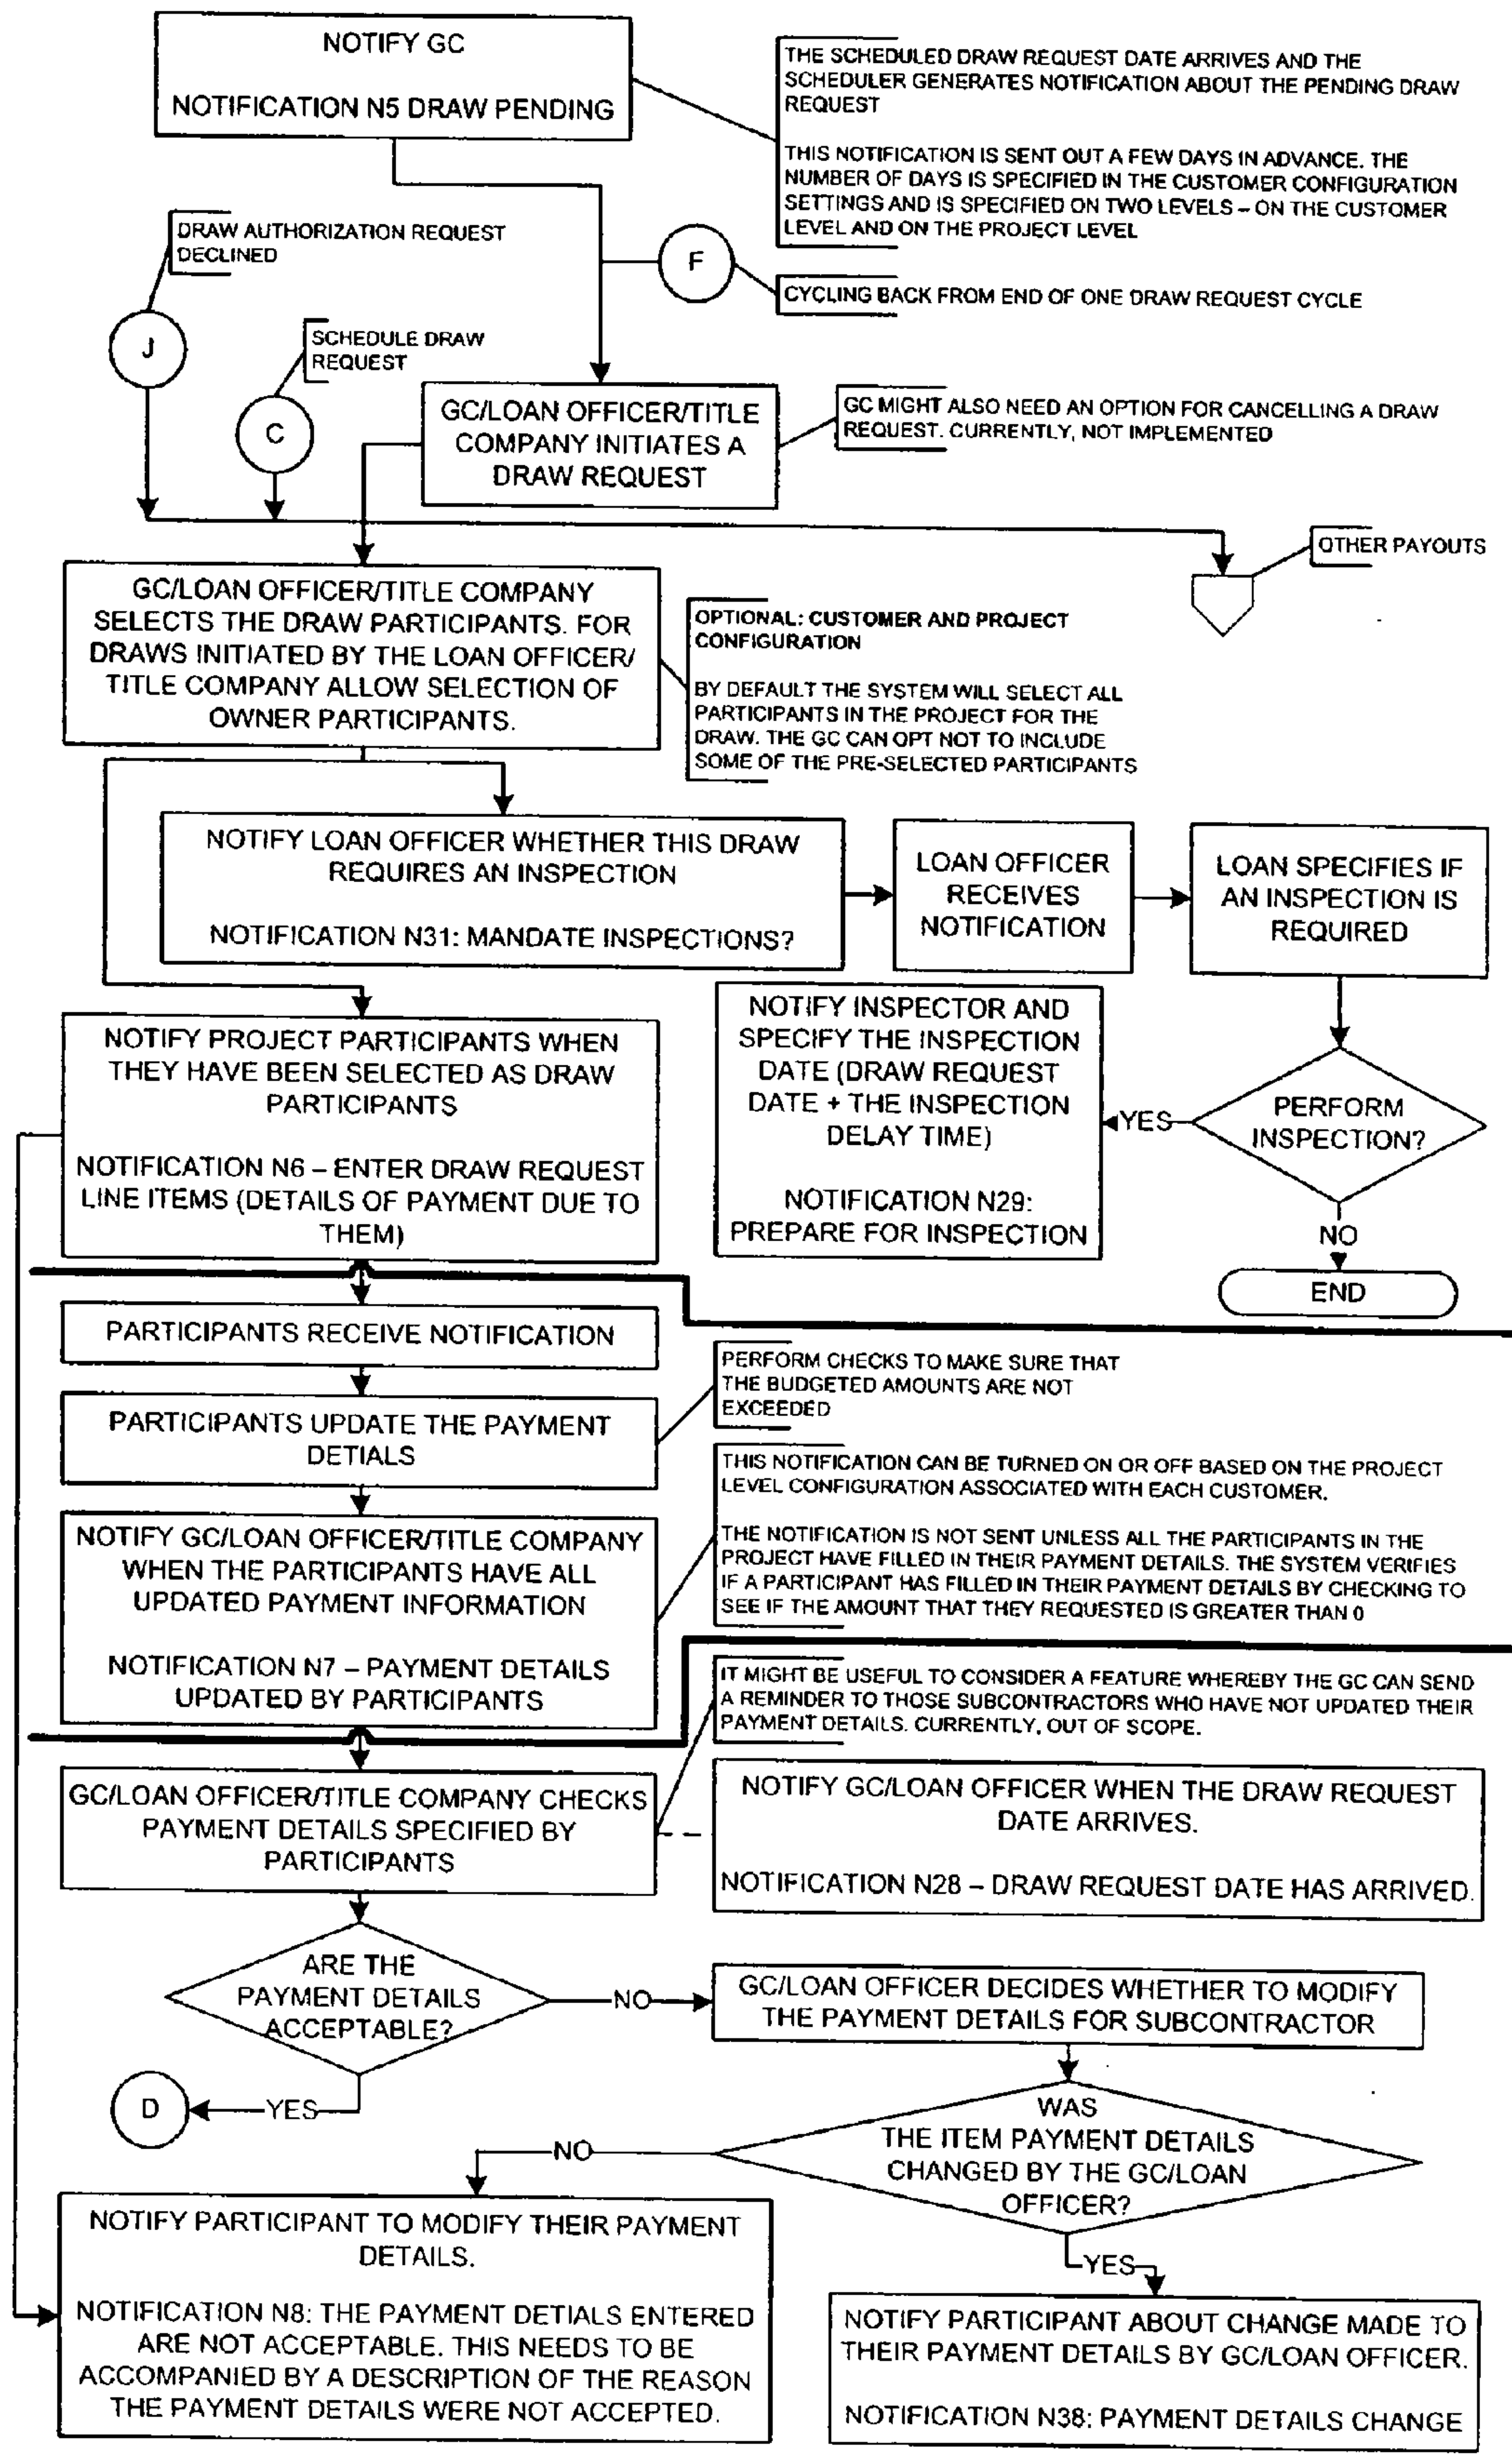 NOTIFY GC
NOTIFICATION N5 DRAW PENDING
THE SCHEDULED DRAW REQUEST DATE ARRIVES AND THE
SCHEDULER GENERATES NOTIFICATION ABOUT THE PENDING DRAW
REQUEST
THIS NOTIFICATION IS SENT OUT A FEW DAYS IN ADVANCE. THE
NUMBER OF DAYS IS SPECIFIED IN THE CUSTOMER CONFIGURATION
SETTINGS AND IS SPECIFIED ON TWO LEVELS – ON THE CUSTOMER
LEVEL AND ON THE PROJECT LEVEL
DRAW AUTHORIZATION REQUEST
DECLINED
F
CYCLING BACK FROM END OF ONE DRAW REQUEST CYCLE
J
SCHEDULE DRAW
REQUEST
C
GC/LOAN OFFICER/TITLE
COMPANY INITIATES A
DRAW REQUEST
GC MIGHT ALSO NEED AN OPTION FOR CANCELLING A DRAW
REQUEST. CURRENTLY, NOT IMPLEMENTED
OTHER PAYOUTS
GC/LOAN OFFICER/TITLE COMPANY
SELECTS THE DRAW PARTICIPANTS. FOR
DRAWS INITIATED BY THE LOAN OFFICER/
TITLE COMPANY ALLOW SELECTION OF
OWNER PARTICIPANTS.
OPTIONAL: CUSTOMER AND PROJECT
CONFIGURATION
BY DEFAULT THE SYSTEM WILL SELECT ALL
PARTICIPANTS IN THE PROJECT FOR THE
DRAW. THE GC CAN OPT NOT TO INCLUDE
SOME OF THE PRE-SELECTED PARTICIPANTS
NOTIFY LOAN OFFICER WHETHER THIS DRAW
REQUIRES AN INSPECTION
NOTIFICATION N31: MANDATE INSPECTIONS?
LOAN OFFICER
RECEIVES
NOTIFICATION
LOAN SPECIFIES IF
AN INSPECTION IS
REQUIRED
NOTIFY PROJECT PARTICIPANTS WHEN
THEY HAVE BEEN SELECTED AS DRAW
PARTICIPANTS
NOTIFICATION N6 – ENTER DRAW REQUEST
LINE ITEMS (DETAILS OF PAYMENT DUE TO
THEM)
NOTIFY INSPECTOR AND
SPECIFY THE INSPECTION
DATE (DRAW REQUEST
DATE + THE INSPECTION
DELAY TIME)
NOTIFICATION N29:
PREPARE FOR INSPECTION
YES
PERFORM
INSPECTION?
NO
END
PARTICIPANTS RECEIVE NOTIFICATION
PARTICIPANTS UPDATE THE PAYMENT
DETIALS
PERFORM CHECKS TO MAKE SURE THAT
THE BUDGETED AMOUNTS ARE NOT
EXCEEDED
NOTIFY GC/LOAN OFFICER/TITLE COMPANY
WHEN THE PARTICIPANTS HAVE ALL
UPDATED PAYMENT INFORMATION
NOTIFICATION N7 – PAYMENT DETAILS
UPDATED BY PARTICIPANTS
THIS NOTIFICATION CAN BE TURNED ON OR OFF BASED ON THE PROJECT
LEVEL CONFIGURATION ASSOCIATED WITH EACH CUSTOMER.
THE NOTIFICATION IS NOT SENT UNLESS ALL THE PARTICIPANTS IN THE
PROJECT HAVE FILLED IN THEIR PAYMENT DETAILS. THE SYSTEM VERIFIES
IF A PARTICIPANT HAS FILLED IN THEIR PAYMENT DETAILS BY CHECKING TO
SEE IF THE AMOUNT THAT THEY REQUESTED IS GREATER THAN 0
IT MIGHT BE USEFUL TO CONSIDER A FEATURE WHEREBY THE GC CAN SEND
A REMINDER TO THOSE SUBCONTRACTORS WHO HAVE NOT UPDATED THEIR
PAYMENT DETAILS. CURRENTLY, OUT OF SCOPE.
GC/LOAN OFFICER/TITLE COMPANY CHECKS
PAYMENT DETAILS SPECIFIED BY
PARTICIPANTS
NOTIFY GC/LOAN OFFICER WHEN THE DRAW REQUEST
DATE ARRIVES.
NOTIFICATION N28 – DRAW REQUEST DATE HAS ARRIVED.
ARE THE
PAYMENT DETAILS
ACCEPTABLE?
NO
GC/LOAN OFFICER DECIDES WHETHER TO MODIFY
THE PAYMENT DETAILS FOR SUBCONTRACTOR
D
YES
WAS
THE ITEM PAYMENT DETAILS
CHANGED BY THE GC/LOAN
OFFICER?
NO
YES
NOTIFY PARTICIPANT TO MODIFY THEIR PAYMENT
DETAILS.
NOTIFICATION N8: THE PAYMENT DETIALS ENTERED
ARE NOT ACCEPTABLE. THIS NEEDS TO BE
ACCOMPANIED BY A DESCRIPTION OF THE REASON
THE PAYMENT DETAILS WERE NOT ACCEPTED.
NOTIFY PARTICIPANT ABOUT CHANGE MADE TO
THEIR PAYMENT DETAILS BY GC/LOAN OFFICER.
NOTIFICATION N38: PAYMENT DETAILS CHANGE